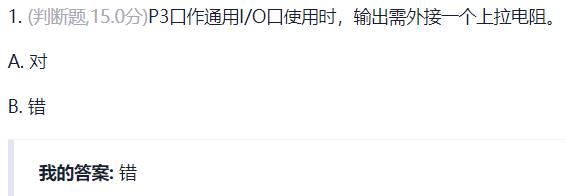 1. (判断题,15.0分)P3口作通用I/O口使用时，输出需外接一个上拉电阻。
A. 对
B. 错
我的答案: 错